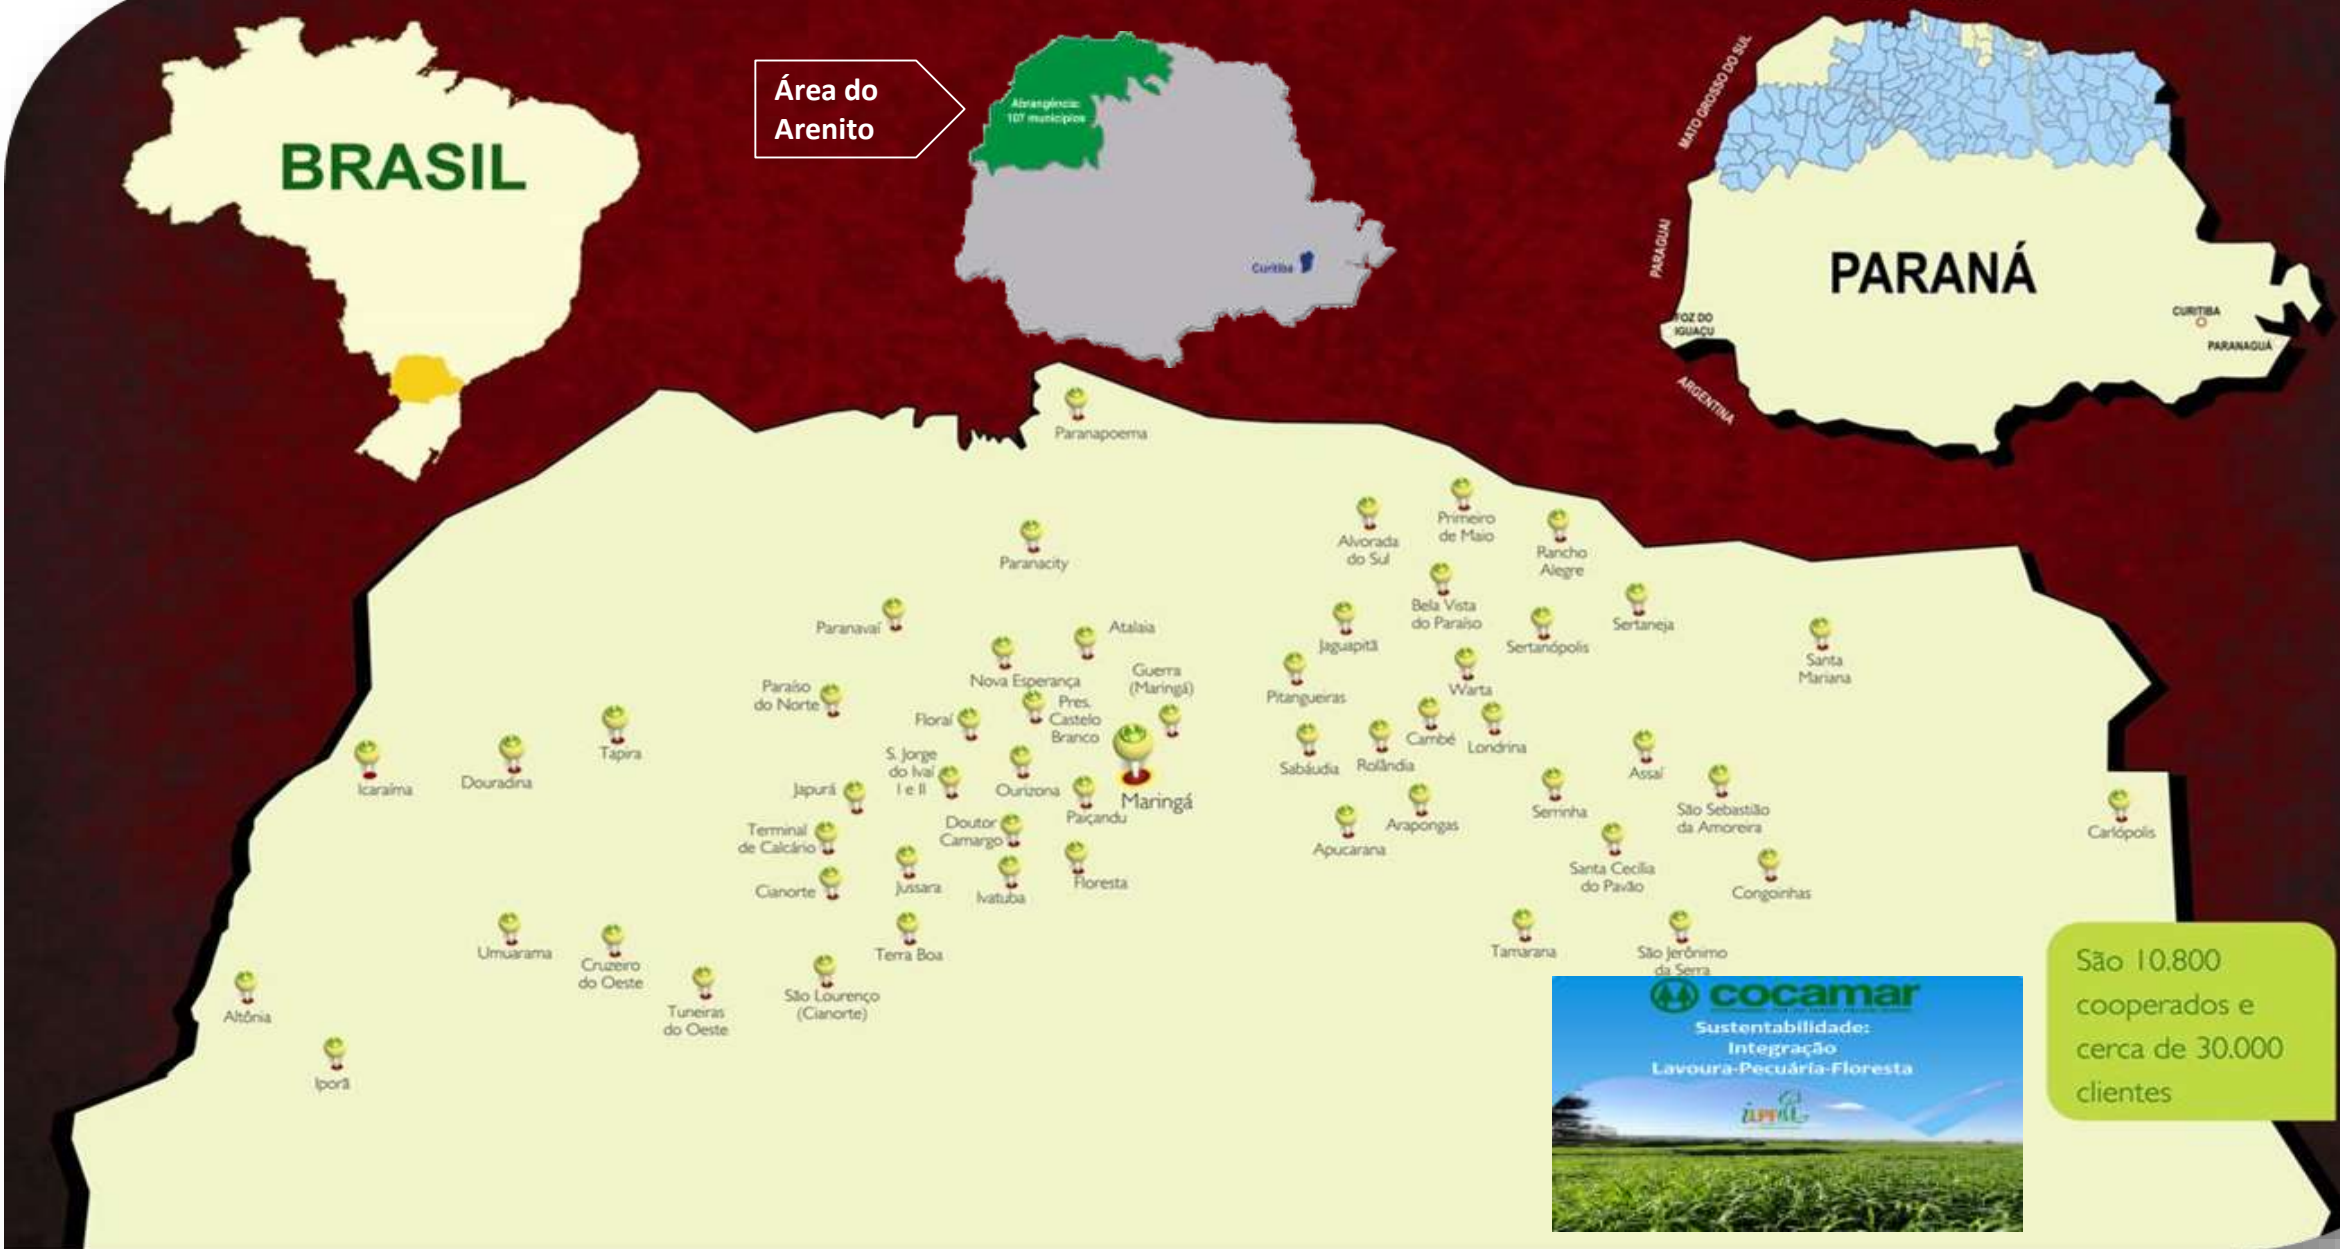 BRASIL
Área do
Arenito
Abrangência:
107 municípios
Curitiba
MATO GROSSO DO SUL
PARAGUAI
FOZ DO
IGUAÇU
ARGENTINA
PARANÁ
CURITIBA
PARANAGUÁ
Paranapoema
Paranacity
Alvorada
do Sul
Primeiro
de Maio
Rancho
Alegre
Paranavaí
Atalaia
Nova Esperança
Guerra
(Maringá)
Jaguapitã
Bela Vista
do Paraíso
Sertanópolis
Sertaneja
Santa
Mariana
Pitangueiras
Warta
Paraíso
do Norte
Floraí
Pres.
Castelo
Branco
Cambé
Londrina
Icaraíma
Douradina
Tapira
S. Jorge
do Ivaí
I e II
Japurá
Ourizona
Paiçandu
Maringá
Sabáudia
Rolândia
Assaí
Serrinha
São Sebastião
da Amoreira
Carlópolis
Terminal
de Calcário
Doutor
Camargo
Apucarana
Arapongas
Santa Cecília
do Pavão
Congoinhas
Cianorte
Jussara
Ivatuba
Floresta
Umuarama
Cruzeiro
do Oeste
Terra Boa
Tamarana
São Jerônimo
da Serra
Altônia
Tuneiras
do Oeste
São Lourenço
(Cianorte)
Iporã
cocamar
Sustentabilidade:
Integração
Lavoura-Pecuária-Floresta
São 10.800
cooperados e
cerca de 30.000
clientes